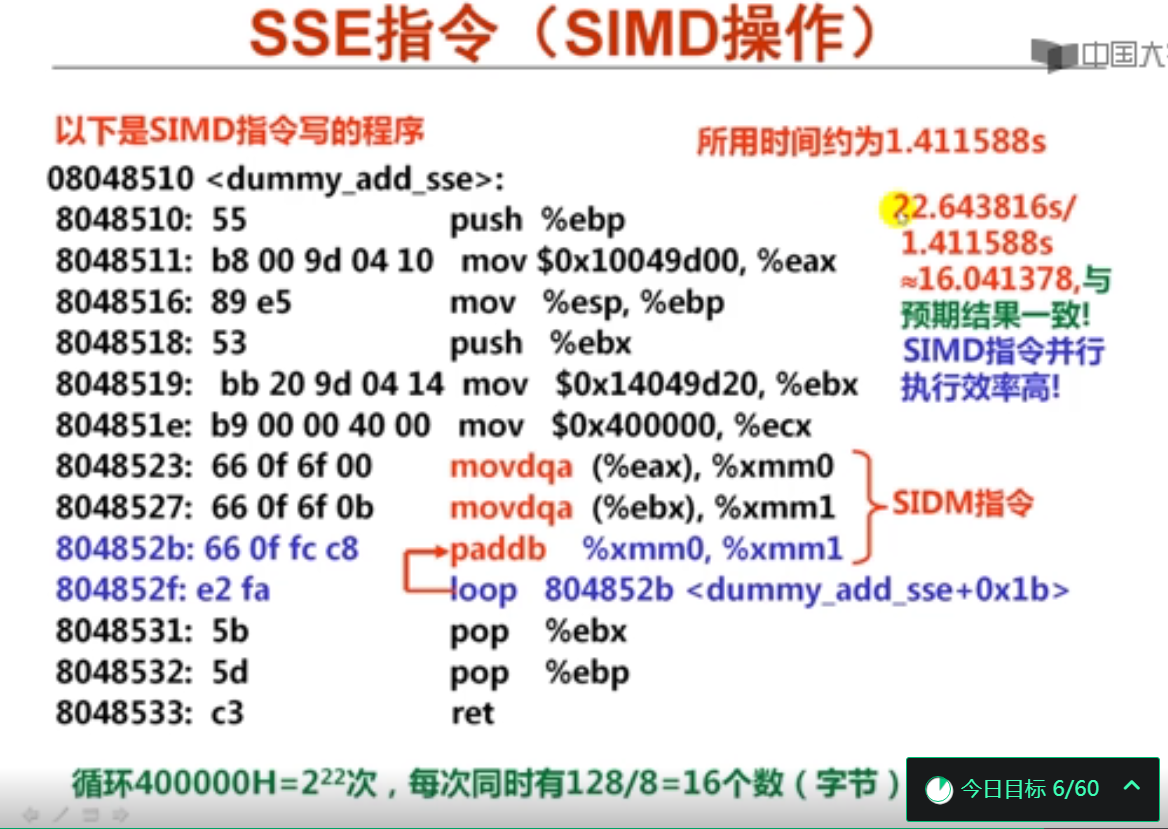 SSE指令（SIMD操作）
中国大
以下是SIMD指令写的程序
所用时间约为1.411588s
08048510 <dummy_add_sse>:
8048510: 55 push %ebp
8048511: b8 00 9d 04 10 mov $0x10049d00, %eax
8048516: 89 e5 mov %esp, %ebp
8048518: 53 push %ebx
8048519: bb 20 9d 04 14 mov $0x14049d20, %ebx
804851e: b9 00 00 40 00 mov $0x400000, %ecx
8048523: 66 0f 6f 00 movdqa (%eax), %xmm0
8048527: 66 0f 6f 0b movdqa (%ebx), %xmm1
804852b: 66 0f fc c8 paddb %xmm0, %xmm1
804852f: e2 fa loop 804852b <dummy_add_sse+0x1b>
8048531: 5b pop %ebx
8048532: 5d pop %ebp
8048533: c3 ret
22.643816s/
1.411588s
≈16.041378,与
预期结果一致!
SIMD指令并行
执行效率高!
SIDM指令
循环400000H=2²²次，每次同时有128/8=16个数（字节）
今日目标 6/60